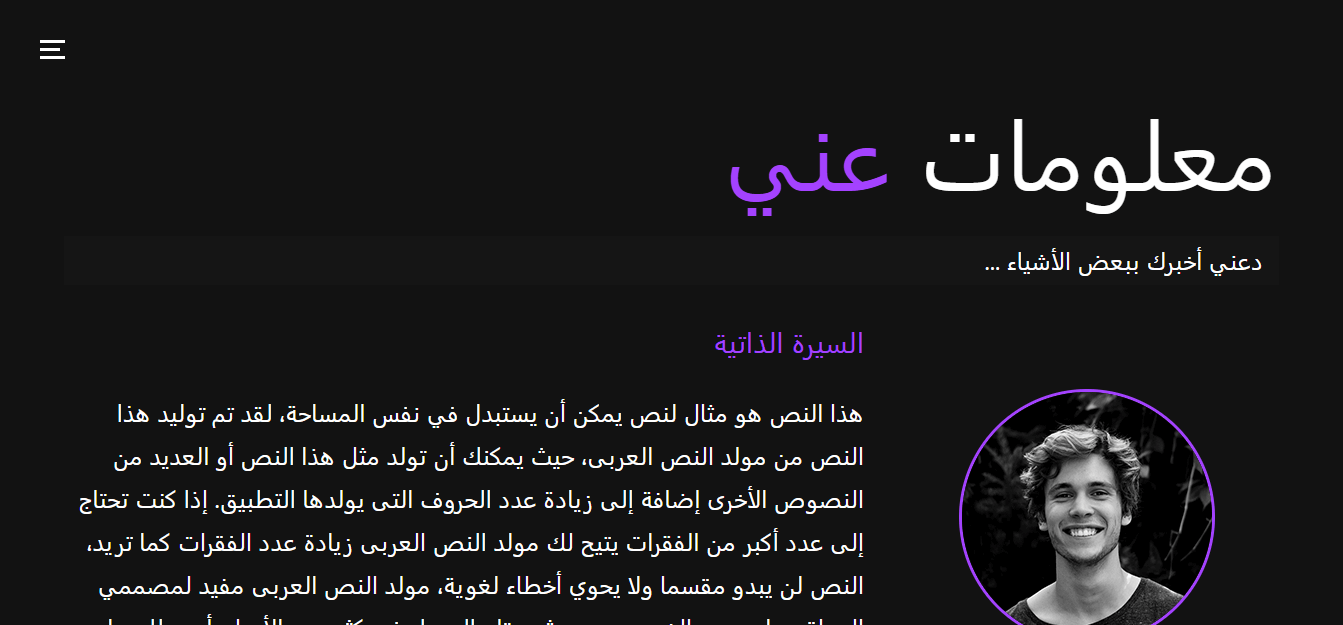 معلومات عني
دعني أخبرك ببعض الأشياء ...
السيرة الذاتية
هذا النص هو مثال لنص يمكن أن يستبدل في نفس المساحة، لقد تم توليد هذا
النص من مولد النص العربى، حيث يمكنك أن تولد مثل هذا النص أو العديد من
النصوص الأخرى إضافة إلى زيادة عدد الحروف التى يولدها التطبيق. إذا كنت تحتاج
إلى عدد أكبر من الفقرات يتيح لك مولد النص العربى زيادة عدد الفقرات كما تريد،
النص لن يبدو مقسما ولا يحوي أخطاء لغوية، مولد النص العربى مفيد لمصممي